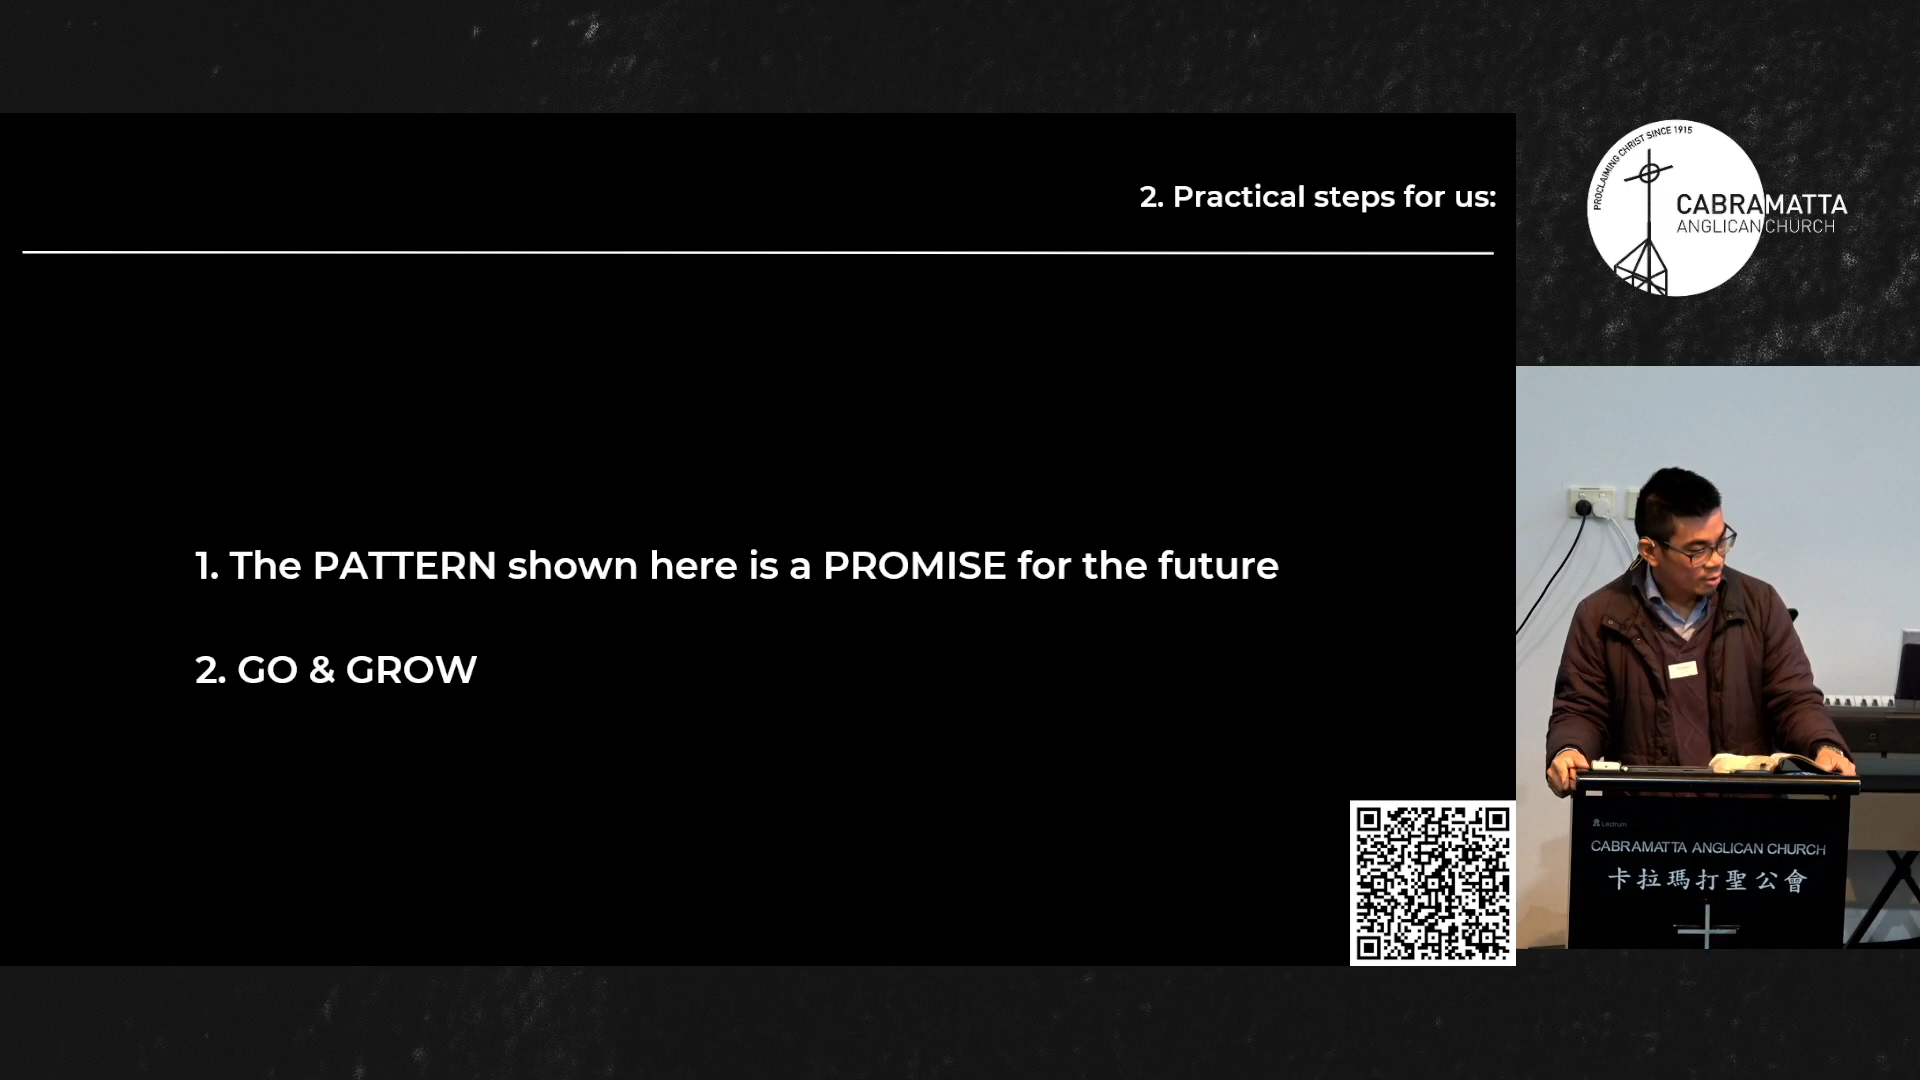 2. Practical steps for us:
1. The PATTERN shown here is a PROMISE for the future
2. GO & GROW
PROCLAIMING CHRIST SINCE 1915
CABRAMATTA
ANGLICAN CHURCH
Lectrum
CABRAMATTA ANGLICAN CHURCH
卡拉瑪打聖公會